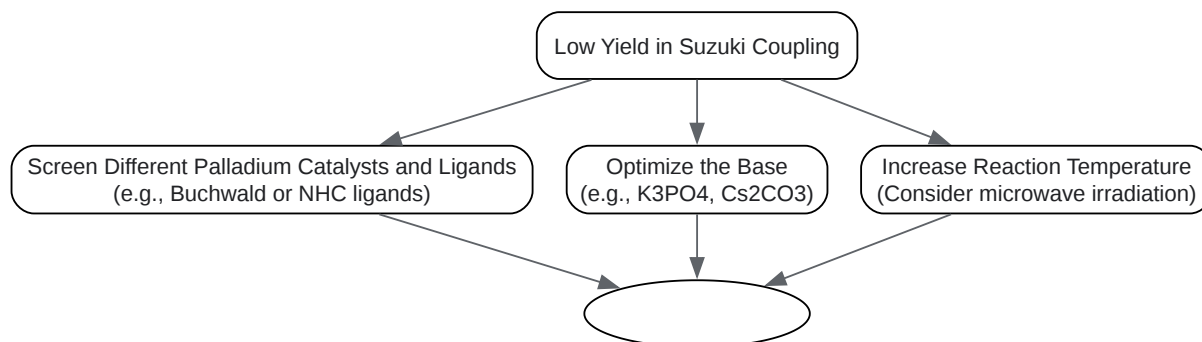 Low Yield in Suzuki Coupling
Screen Different Palladium Catalysts and Ligands
(e.g., Buchwald or NHC ligands)
Optimize the Base
(e.g., K3PO4, Cs2CO3)
Increase Reaction Temperature
(Consider microwave irradiation)